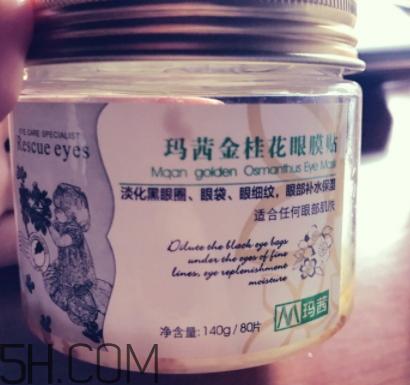 EYE CARE SPECIALIST
Rescue eyes
玛茜金桂花眼膜贴
Mqan golden Osmanthus Eye Mask
淡化黑眼圈、眼袋、眼细纹，眼部补水保湿
适合任何眼部肌肤
Dilute the black eye bags
under the eyes of fine
lines, eye replenishment
moisture
玛茜
净含量: 140g / 80片
5H.COM